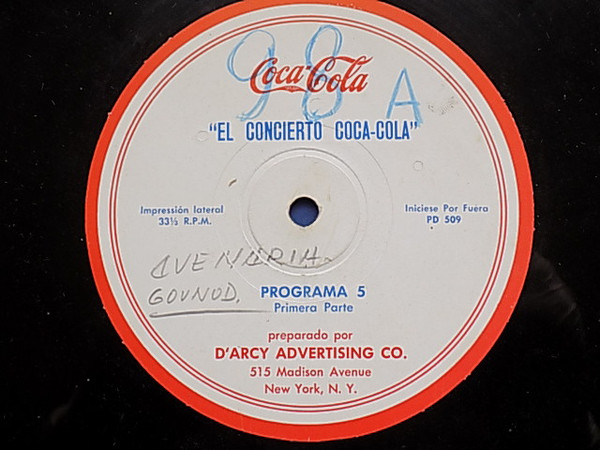 98 A
Coca-Cola
"EL CONCIERTO COCA-COLA"
Impresión lateral
33⅓ R.P.M.
Iniciese Por Fuera
PD 509
AVE MARIA
GOUNOD.
PROGRAMA 5
Primera Parte
preparado por
D'ARCY ADVERTISING CO.
515 Madison Avenue
New York, N. Y.